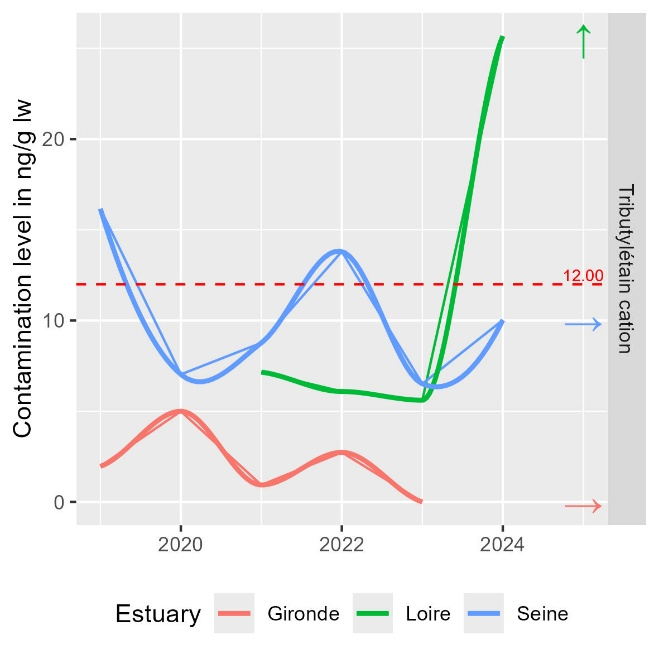 Contamination level in ng/g lw
20
10
0
12.00
Tributylétain cation
2020
2022
2024
Estuary
Gironde
Loire
Seine